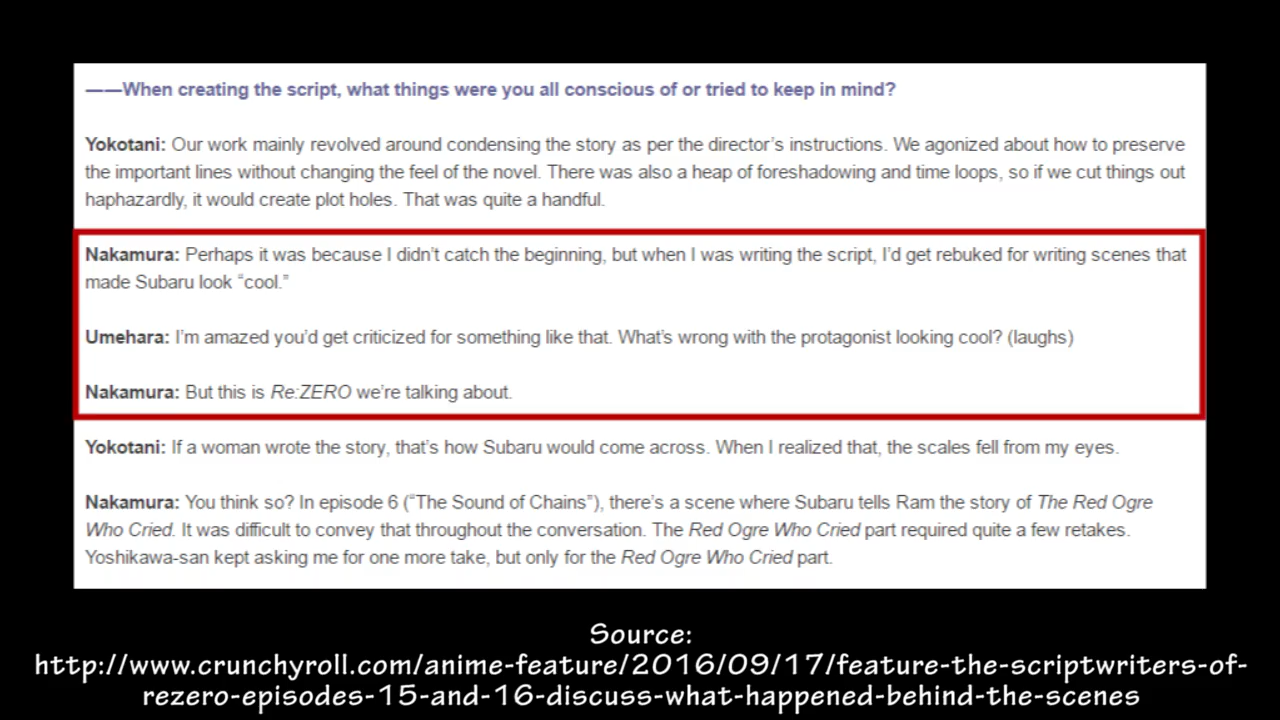 ——When creating the script, what things were you all conscious of or tried to keep in mind?
Yokotani: Our work mainly revolved around condensing the story as per the director's instructions. We agonized about how to preserve
the important lines without changing the feel of the novel. There was also a heap of foreshadowing and time loops, so if we cut things out
haphazardly, it would create plot holes. That was quite a handful.
Nakamura: Perhaps it was because I didn't catch the beginning, but when I was writing the script, I'd get rebuked for writing scenes that
made Subaru look “cool.”
Umehara: I'm amazed you'd get criticized for something like that. What's wrong with the protagonist looking cool? (laughs)
Nakamura: But this is Re:ZERO we're talking about.
Yokotani: If a woman wrote the story, that's how Subaru would come across. When I realized that, the scales fell from my eyes.
Nakamura: You think so? In episode 6 (“The Sound of Chains”), there's a scene where Subaru tells Ram the story of The Red Ogre
Who Cried. It was difficult to convey that throughout the conversation. The Red Ogre Who Cried part required quite a few retakes.
Yoshikawa-san kept asking me for one more take, but only for the Red Ogre Who Cried part.
Source:
http://www.crunchyroll.com/anime-feature/2016/09/17/feature-the-scriptwriters-of-
rezero-episodes-15-and-16-discuss-what-happened-behind-the-scenes